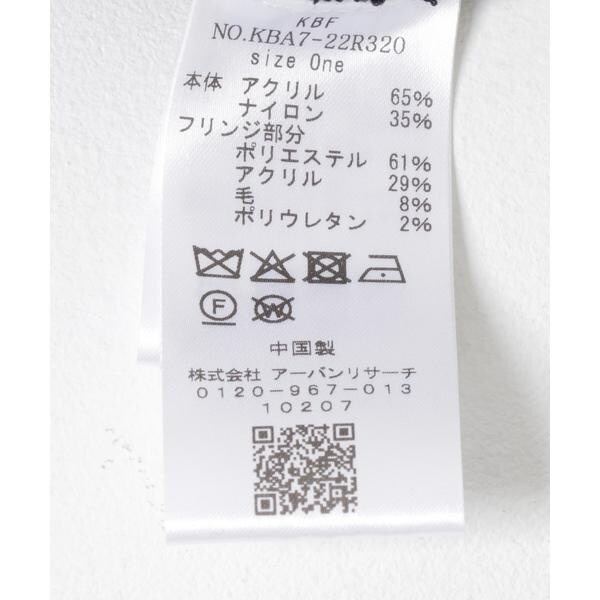 KBF
NO.KBA7-22R320
size One
本体 アクリル 65%
ナイロン 35%
フリンジ部分
ポリエステル 61%
アクリル 29%
毛 8%
ポリウレタン 2%
F W
中国製
株式会社 アーバンリサーチ
0120-967-013
10207